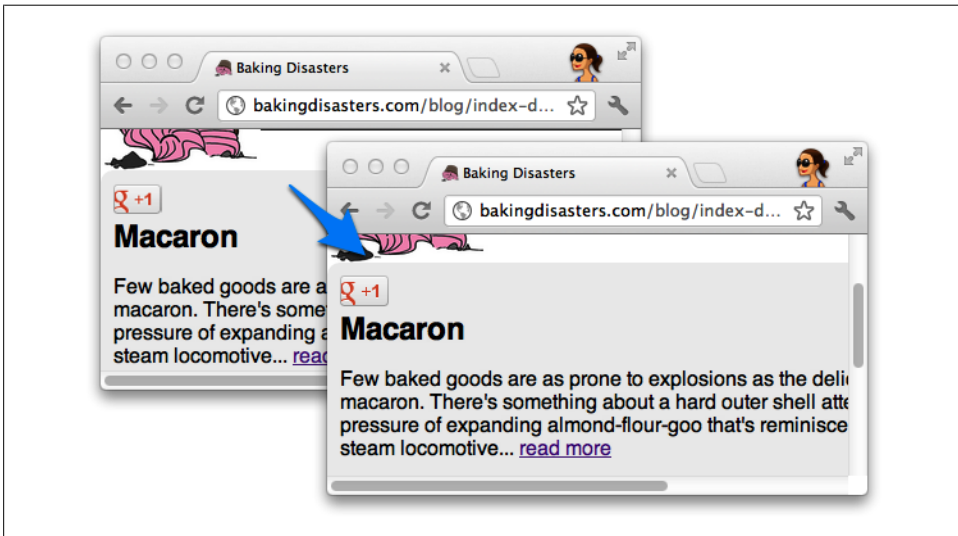 Baking Disasters
bakingdisasters.com/blog/index-d...
g +1
Macaron
Few baked goods are a
macaron. There's some
pressure of expanding a
steam locomotive... read
Baking Disasters
bakingdisasters.com/blog/index-d...
g +1
Macaron
Few baked goods are as prone to explosions as the deli
macaron. There's something about a hard outer shell atte
pressure of expanding almond-flour-goo that's reminisce
steam locomotive... read more